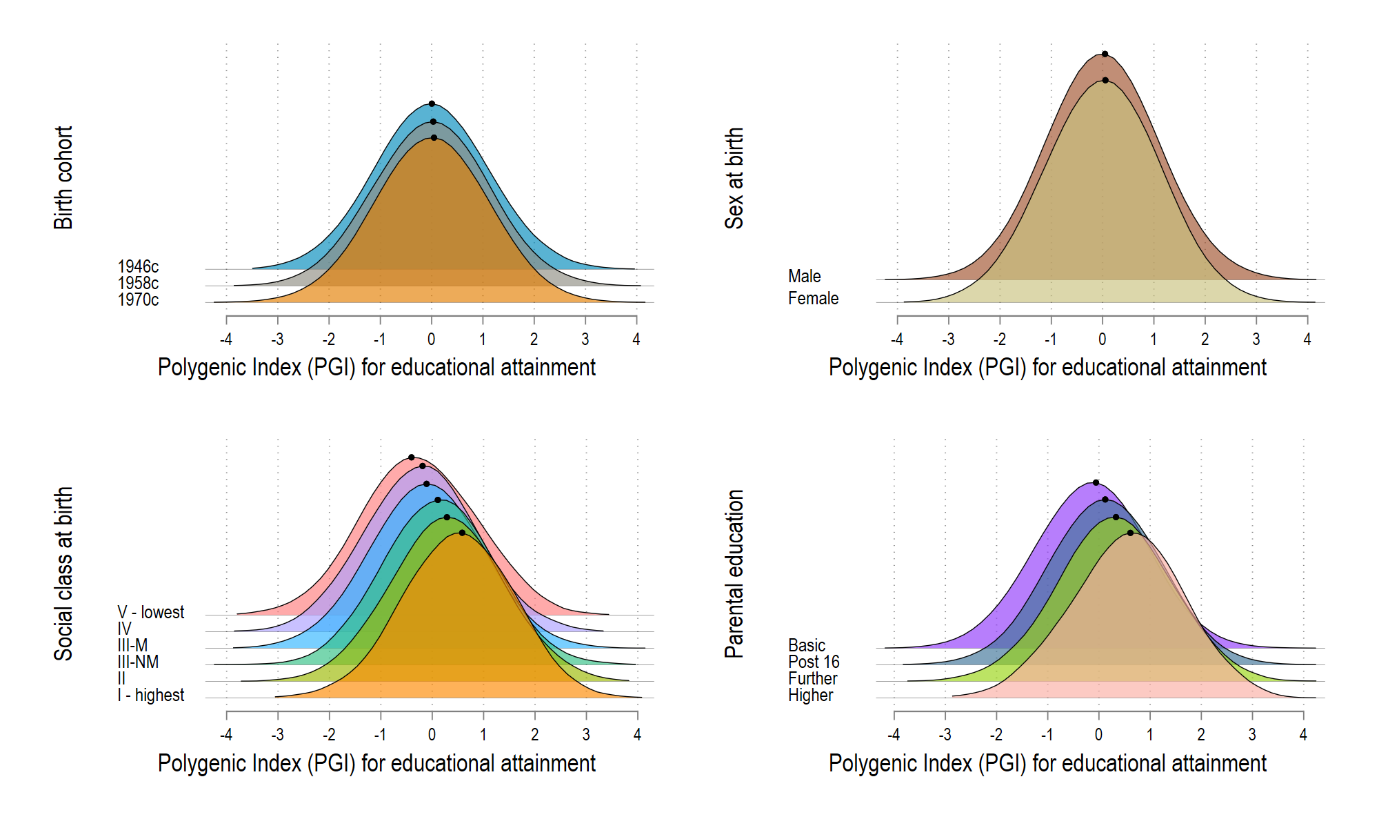 Birth cohort
1946c
1958c
1970c
-4 -3 -2 -1 0 1 2 3 4
Polygenic Index (PGI) for educational attainment
Sex at birth
Male
Female
-4 -3 -2 -1 0 1 2 3 4
Polygenic Index (PGI) for educational attainment
Social class at birth
V - lowest
IV
III-M
III-NM
II
I - highest
-4 -3 -2 -1 0 1 2 3 4
Polygenic Index (PGI) for educational attainment
Parental education
Basic
Post 16
Further
Higher
-4 -3 -2 -1 0 1 2 3 4
Polygenic Index (PGI) for educational attainment